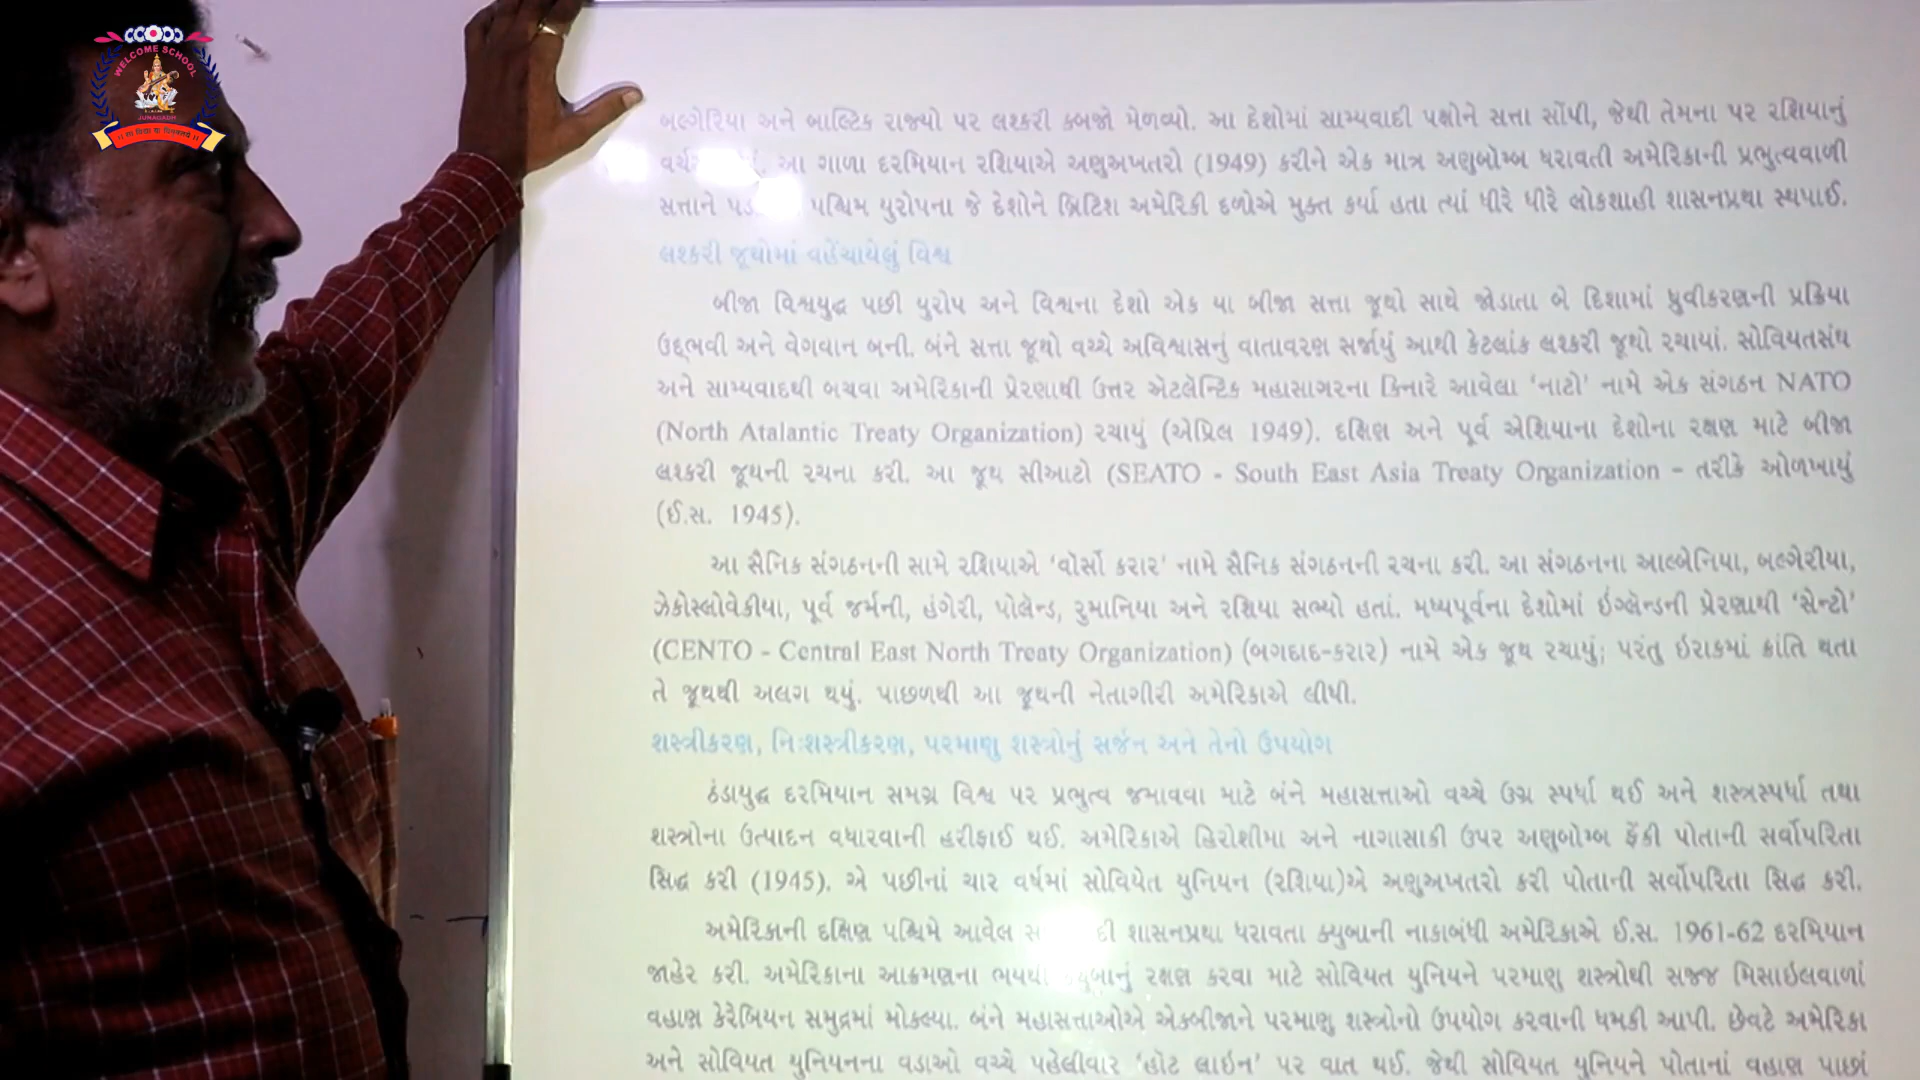 WELCOME SCHOOL
JUNAGADH
બલ્ગેરિયા અને બાલ્ટિક રાજ્યો પર લશ્કરી કબજો મેળવ્યો. આ દેશોમાં સામ્યવાદી પક્ષોને સત્તા સોંપી, જેથી તેમના પર રશિયાનું
આ ગાળા દરમિયાન રશિયાએ અણુઅખતરો (1949) કરીને એક માત્ર અણુબૉમ્બ ધરાવતી અમેરિકાની પ્રભુત્વવાળી
સત્તાને પશ્ચિમ યુરોપના જે દેશોને બ્રિટિશ અમેરિકી દળોએ મુક્ત કર્યા હતા ત્યાં ધીરે ધીરે લોકશાહી શાસનપ્રથા સ્થપાઈ.
લશ્કરી જૂથોમાં વહેંચાયેલું વિશ્વ
બીજા વિશ્વયુદ્ધ પછી યુરોપ અને વિશ્વના દેશો એક યા બીજા સત્તા જૂથો સાથે જોડાતા બે દિશામાં ધ્રુવીકરણની પ્રક્રિયા
ઉદ્ભવી અને વેગવાન બની. બંને સત્તા જૂથો વચ્ચે અવિશ્વાસનું વાતાવરણ સર્જાયું આથી કેટલાંક લશ્કરી જૂથો રચાયાં. સોવિયતસંઘ
અને સામ્યવાદથી બચવા અમેરિકાની પ્રેરણાથી ઉત્તર ઍટલૅન્ટિક મહાસાગરના કિનારે આવેલા ‘નાટો’ નામે એક સંગઠન NATO
(North Atalantic Treaty Organization) રચાયું (એપ્રિલ 1949). દક્ષિણ અને પૂર્વ એશિયાના દેશોના રક્ષણ માટે બીજા
લશ્કરી જૂથની રચના કરી. આ જૂથ સીઆટો (SEATO - South East Asia Treaty Organization – તરીકે ઓળખાયું
(ઈ.સ. 1945).
આ સૈનિક સંગઠનની સામે રશિયાએ ‘વૉર્સો કરાર’ નામે સૈનિક સંગઠનની રચના કરી. આ સંગઠનના આલ્બેનિયા, બલ્ગેરીયા,
ઝેકોસ્લોવેકીયા, પૂર્વ જર્મની, હંગેરી, પોલૅન્ડ, રુમાનિયા અને રશિયા સભ્યો હતાં. મધ્યપૂર્વના દેશોમાં ઇંગ્લૅન્ડની પ્રેરણાથી ‘સેન્ટો’
(CENTO - Central East North Treaty Organization) (બગદાદ-કરાર) નામે એક જૂથ રચાયું; પરંતુ ઇરાકમાં ક્રાંતિ થતા
તે જૂથથી અલગ થયું. પાછળથી આ જૂથની નેતાગીરી અમેરિકાએ લીધી.
શસ્ત્રીકરણ, નિઃશસ્ત્રીકરણ, પરમાણુ શસ્ત્રોનું સર્જન અને તેનો ઉપયોગ
ઠંડાયુદ્ધ દરમિયાન સમગ્ર વિશ્વ પર પ્રભુત્વ જમાવવા માટે બંને મહાસત્તાઓ વચ્ચે ઉગ્ર સ્પર્ધા થઈ અને શસ્ત્રસ્પર્ધા તથા
શસ્ત્રોના ઉત્પાદન વધારવાની હરીફાઈ થઈ. અમેરિકાએ હિરોશીમા અને નાગાસાકી ઉપર અણુબૉમ્બ ફેંકી પોતાની સર્વોપરિતા
સિદ્ધ કરી (1945). એ પછીનાં ચાર વર્ષમાં સોવિયેત યુનિયન (રશિયા)એ અણુઅખતરો કરી પોતાની સર્વોપરિતા સિદ્ધ કરી.
અમેરિકાની દક્ષિણ પશ્ચિમે આવેલ શાસનપ્રથા ધરાવતા ક્યુબાની નાકાબંધી અમેરિકાએ ઈ.સ. 1961-62 દરમિયાન
જાહેર કરી. અમેરિકાના આક્રમણના ભયથી ક્યુબાનું રક્ષણ કરવા માટે સોવિયત યુનિયને પરમાણુ શસ્ત્રોથી સજ્જ મિસાઇલવાળાં
વહાણ કેરેબિયન સમુદ્રમાં મોકલ્યા. બંને મહાસત્તાઓએ એકબીજાને પરમાણુ શસ્ત્રોનો ઉપયોગ કરવાની ધમકી આપી. છેવટે અમેરિકા
અને સોવિયત યુનિયનના વડાઓ વચ્ચે પહેલીવાર ‘હૉટ લાઇન’ પર વાત થઈ. જેથી સોવિયત યુનિયને પોતાનાં વહાણ પાછાં